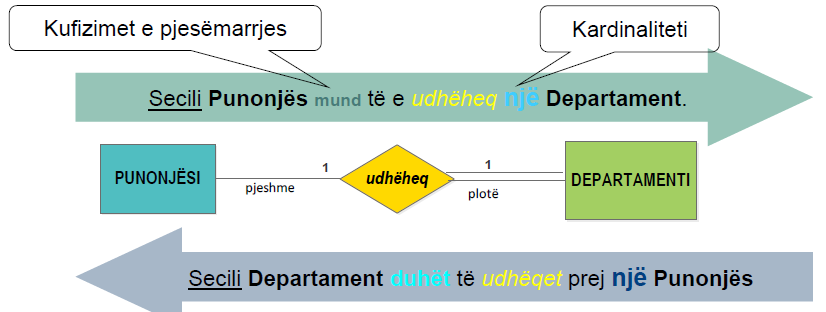 Kufizimet e pjesëmarrjes
Kardinaliteti
Secili Punonjës mund të e udhëheq një Departament.
PUNONJËSI
pjeshme
1
udhëheq
1
plotë
DEPARTAMENTI
Secili Departament duhët të udhëqet prej një Punonjës